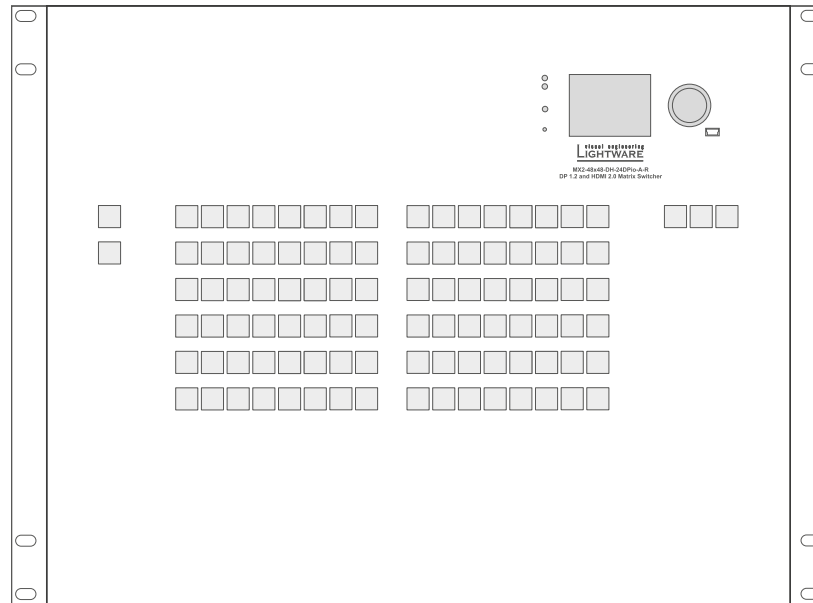 visual engineering
LIGHTWARE
MX2-48x48-DH-24DPio-A-R
DP 1.2 and HDMI 2.0 Matrix Switcher